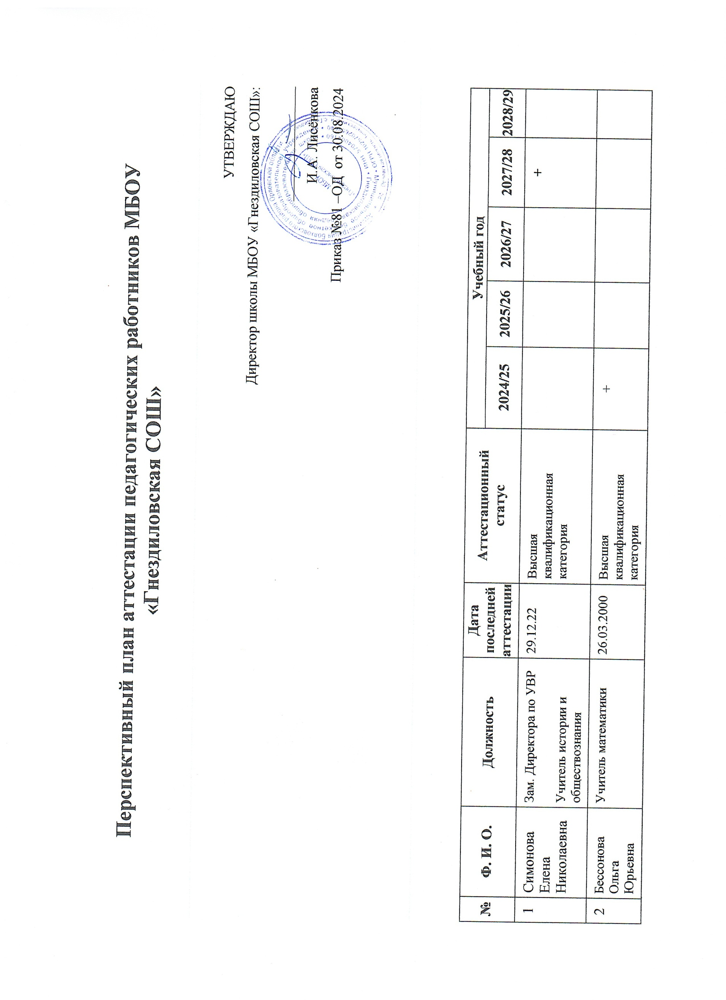 Перспективный план аттестации педагогических работников МБОУ
«Гнездиловская СОШ»
УТВЕРЖДАЮ
Директор школы МБОУ «Гнездиловская СОШ»:
И. А. Лисёнкова
Приказ №81 –ОД от 30.08.2024
№
Ф. И. О.
Должность
Дата
последней
аттестации
Аттестационный
статус
Учебный год
2024/25
2025/26
2026/27
2027/28
2028/29
1
Симонова
Елена
Николаевна
Зам. Директора по УВР
Учитель истории и
обществознания
29.12.22
Высшая
квалификационная
категория
+
2
Бессонова
Ольга
Юрьевна
Учитель математики
26.03.2000
Высшая
квалификационная
категория
+